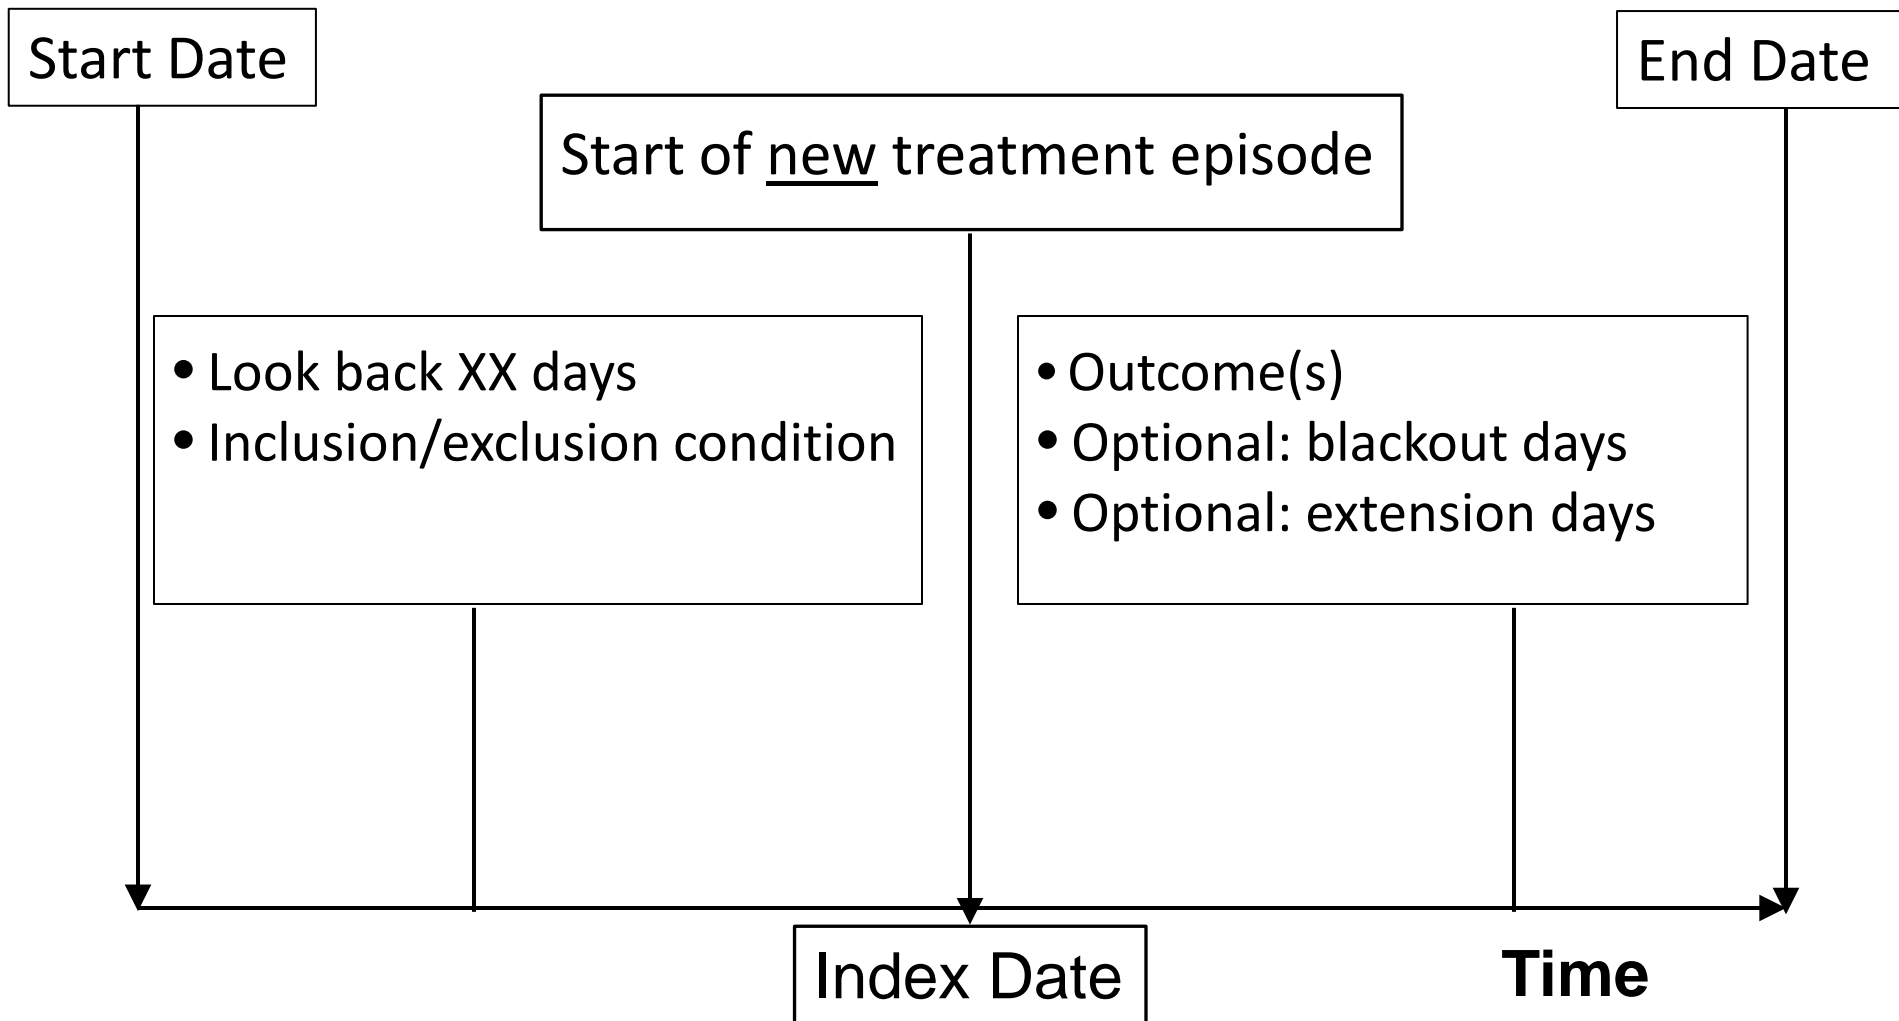 Start Date
End Date
Start of new treatment episode
• Look back XX days
• Inclusion/exclusion condition
• Outcome(s)
• Optional: blackout days
• Optional: extension days
Index Date
Time